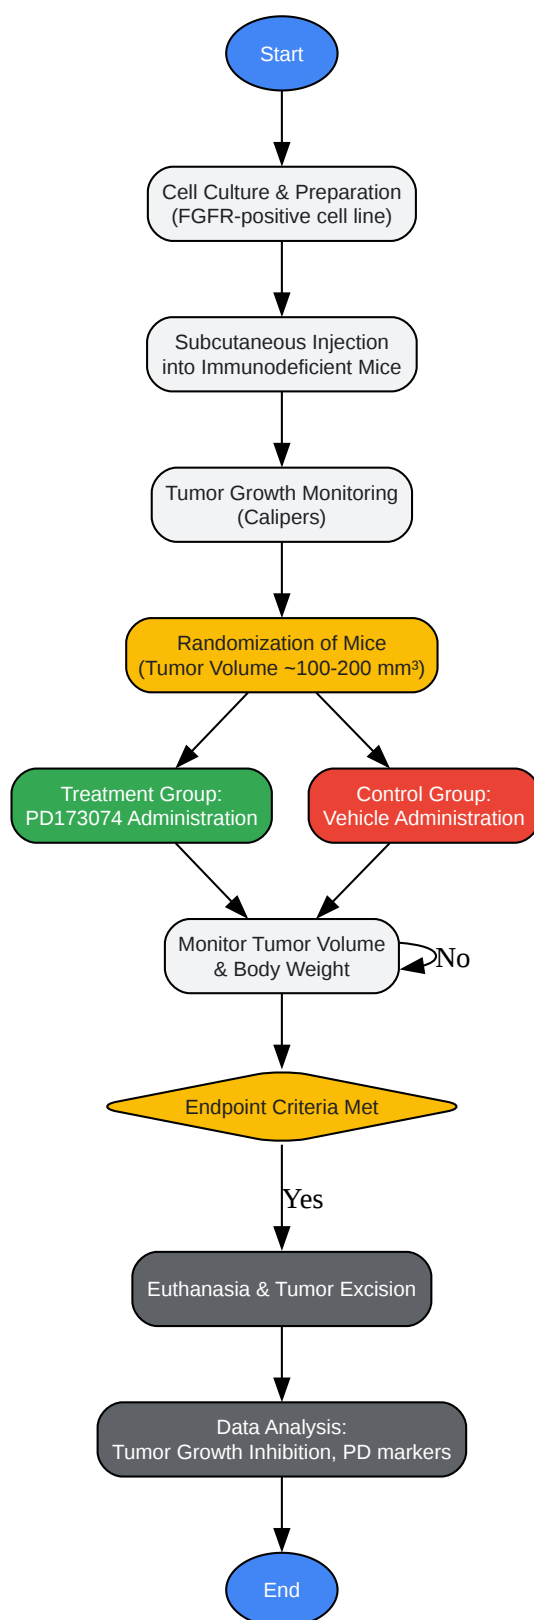 Start
Cell Culture & Preparation
(FGFR-positive cell line)
Subcutaneous Injection
into Immunodeficient Mice
Tumor Growth Monitoring
(Calipers)
Randomization of Mice
(Tumor Volume ~100-200 mm³)
Treatment Group:
PD173074 Administration
Control Group:
Vehicle Administration
Monitor Tumor Volume
& Body Weight
No
Endpoint Criteria Met
Yes
Euthanasia & Tumor Excision
Data Analysis:
Tumor Growth Inhibition, PD markers
End